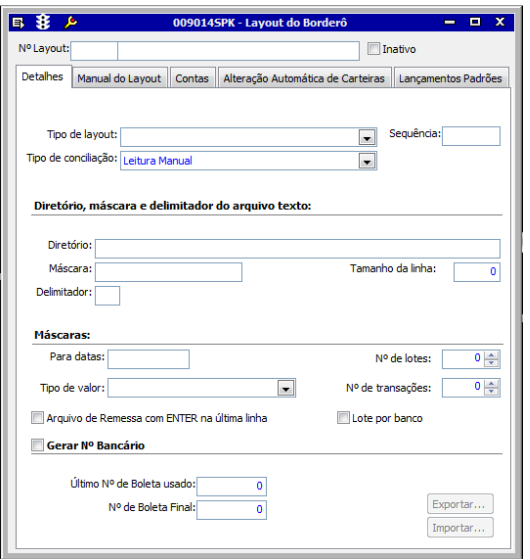 009014SPK - Layout do Borderô
Nº Layout: Inativo
Detalhes Manual do Layout Contas Alteração Automática de Carteiras Lançamentos Padrões
Tipo de layout: Sequência:
Tipo de conciliação: Leitura Manual
Diretório, máscara e delimitador do arquivo texto:
Diretório:
Máscara: Tamanho da linha: 0
Delimitador:
Máscaras:
Para datas: Nº de lotes: 0
Tipo de valor: Nº de transações: 0
Arquivo de Remessa com ENTER na última linha Lote por banco
Gerar Nº Bancário
Último Nº de Boleta usado: 0
Nº de Boleta Final: 0
Exportar...
Importar...